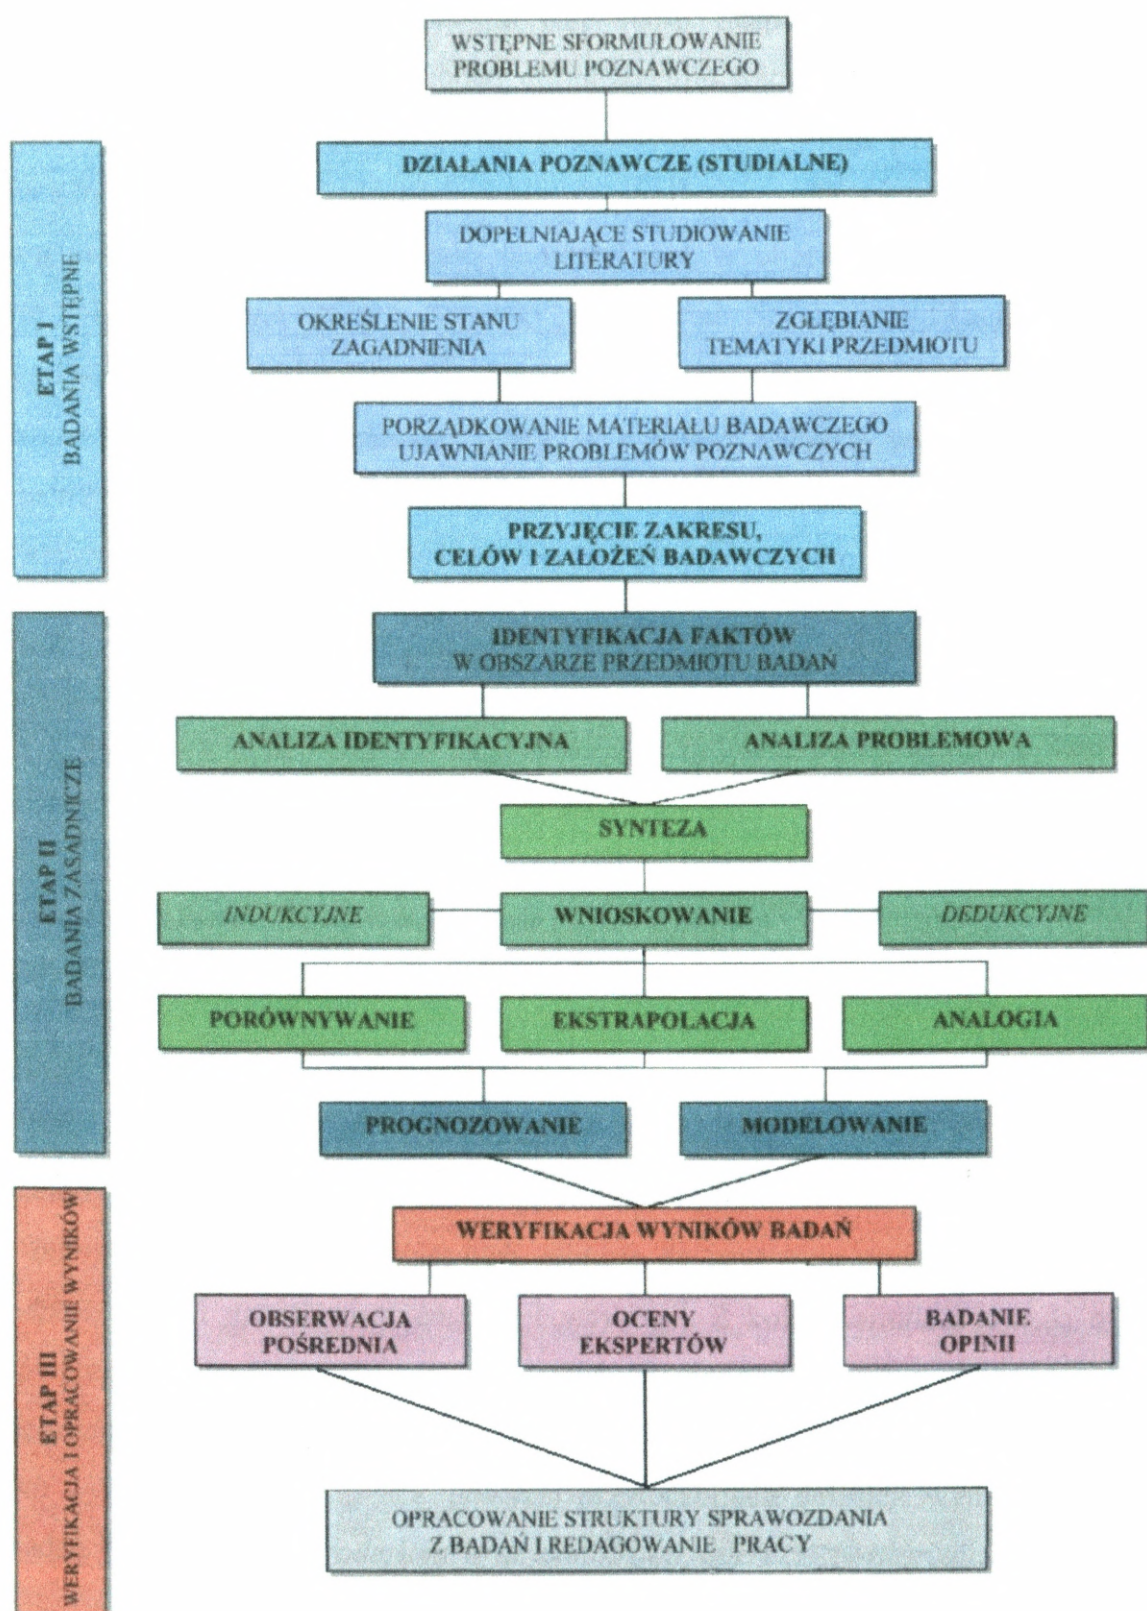 WSTĘPNE SFORMUŁOWANIE
PROBLEMU POZNAWCZEGO
ETAP I
BADANIA WSTĘPNE
DZIAŁANIA POZNAWCZE (STUDIALNE)
DOPEŁNIAJĄCE STUDIOWANIE
LITERATURY
OKREŚLENIE STANU
ZAGADNIENIA
ZGŁĘBIANIE
TEMATYKI PRZEDMIOTU
PORZĄDKOWANIE MATERIAŁU BADAWCZEGO
UJAWNIANIE PROBLEMÓW POZNAWCZYCH
PRZYJĘCIE ZAKRESU,
CELÓW I ZAŁOŻEŃ BADAWCZYCH
ETAP II
BADANIA ZASADNICZE
IDENTYFIKACJA FAKTÓW
W OBSZARZE PRZEDMIOTU BADAŃ
ANALIZA IDENTYFIKACYJNA
ANALIZA PROBLEMOWA
SYNTEZA
INDUKCYJNE
WNIOSKOWANIE
DEDUKCYJNE
PORÓWNYWANIE
EKSTRAPOLACJA
ANALOGIA
PROGNOZOWANIE
MODELOWANIE
ETAP III
WERYFIKACJA I OPRACOWANIE WYNIKÓW
WERYFIKACJA WYNIKÓW BADAŃ
OBSERWACJA
POŚREDNIA
OCENY
EKSPERTÓW
BADANIE
OPINII
OPRACOWANIE STRUKTURY SPRAWOZDANIA
Z BADAŃ I REDAGOWANIE PRACY